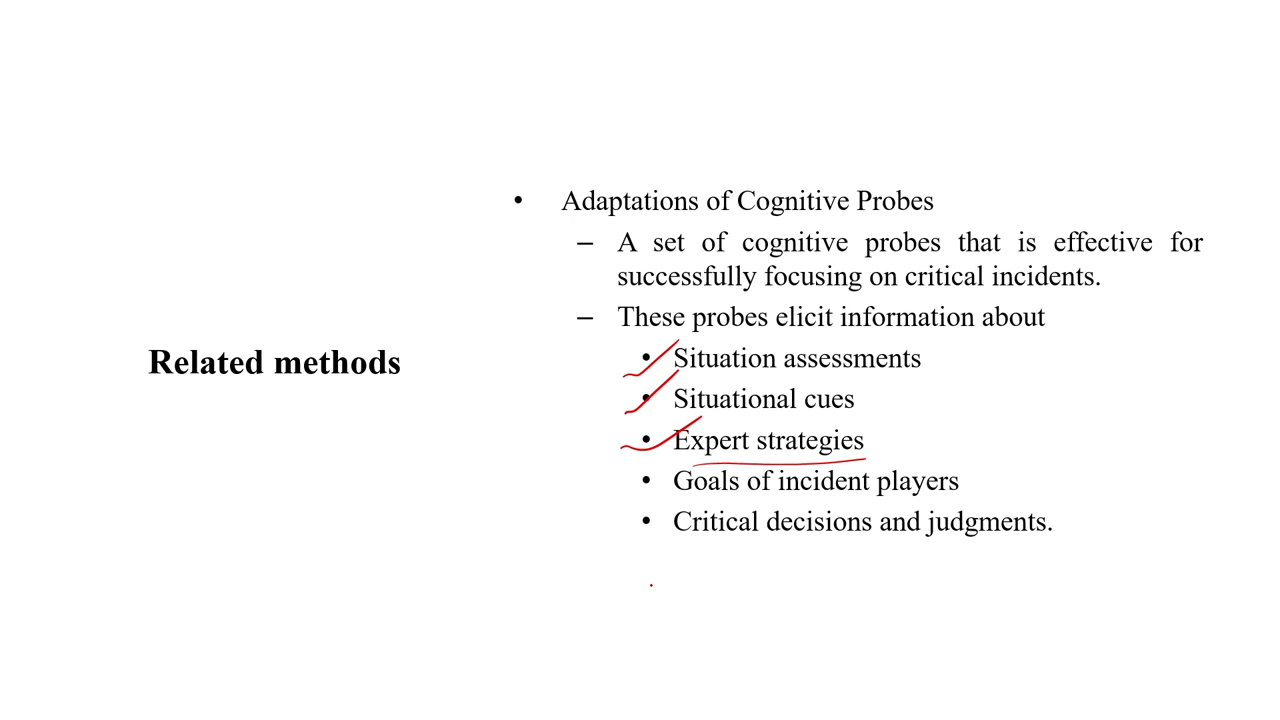 Related methods
• Adaptations of Cognitive Probes
– A set of cognitive probes that is effective for
successfully focusing on critical incidents.
– These probes elicit information about
• Situation assessments
• Situational cues
• Expert strategies
• Goals of incident players
• Critical decisions and judgments.